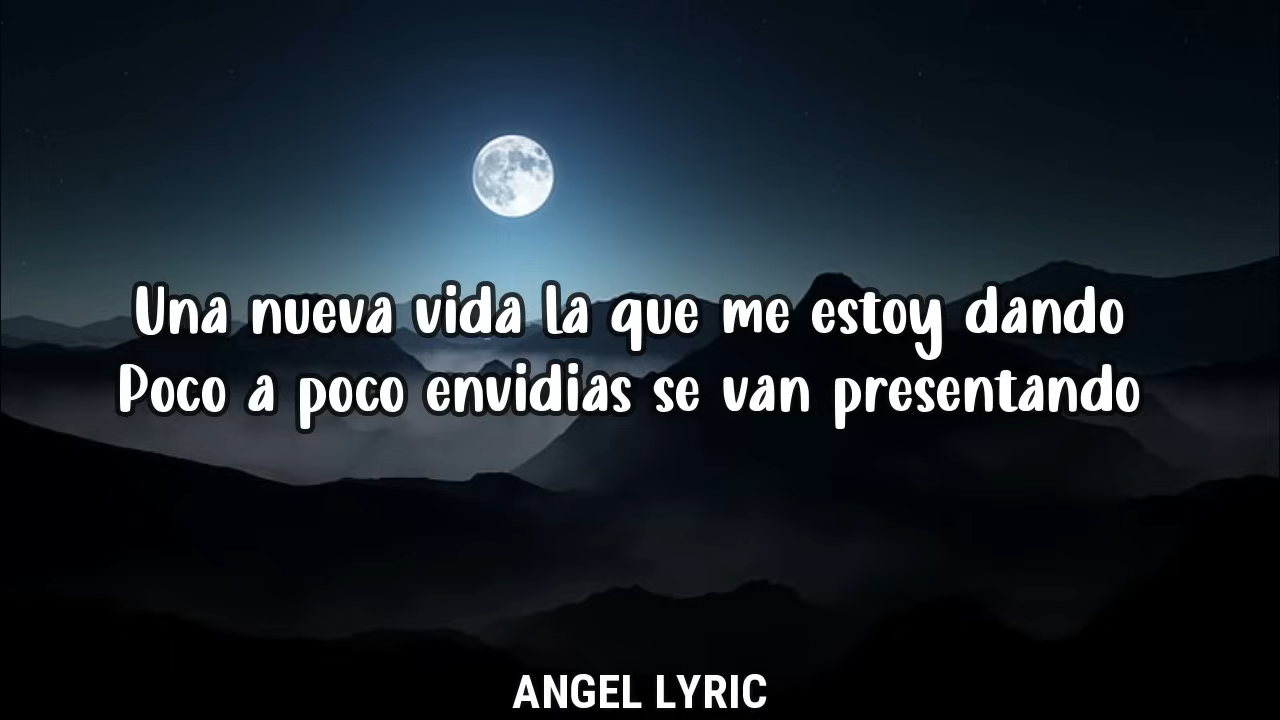 Una nueva vida la que me estoy dando
Poco a poco envidias se van presentando
ANGEL LYRIC